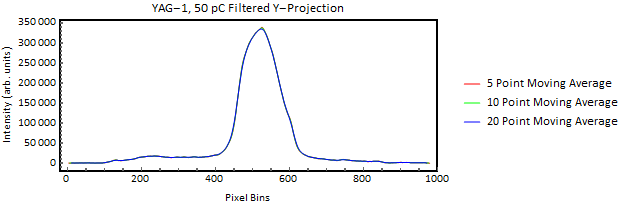 YAG−1, 50 pC Filtered Y−Projection
350 000
300 000
250 000
200 000
150 000
100 000
50 000
0
Intensity (arb. units)
0 200 400 600 800 1000
Pixel Bins
5 Point Moving Average
10 Point Moving Average
20 Point Moving Average